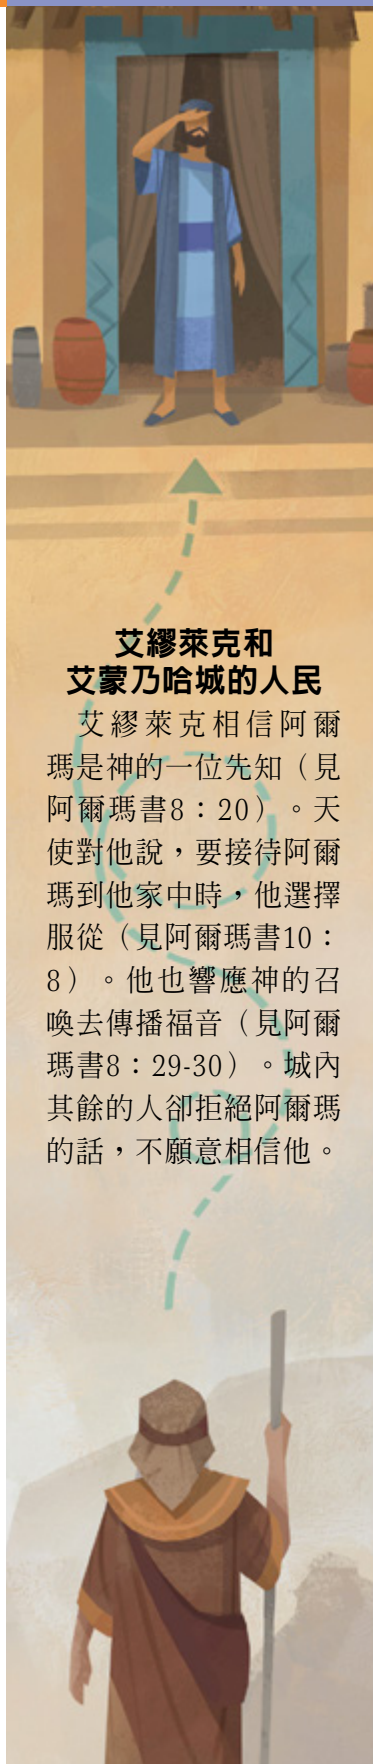 艾繆萊克和
艾蒙乃哈城的人民
艾繆萊克相信阿爾
瑪是神的一位先知（見
阿爾瑪書8：20）。天
使對他說，要接待阿爾
瑪到他家中時，他選擇
服從（見阿爾瑪書10：
8）。他也響應神的召
喚去傳播福音（見阿爾
瑪書8：29-30）。城內
其餘的人卻拒絕阿爾瑪
的話，不願意相信他。